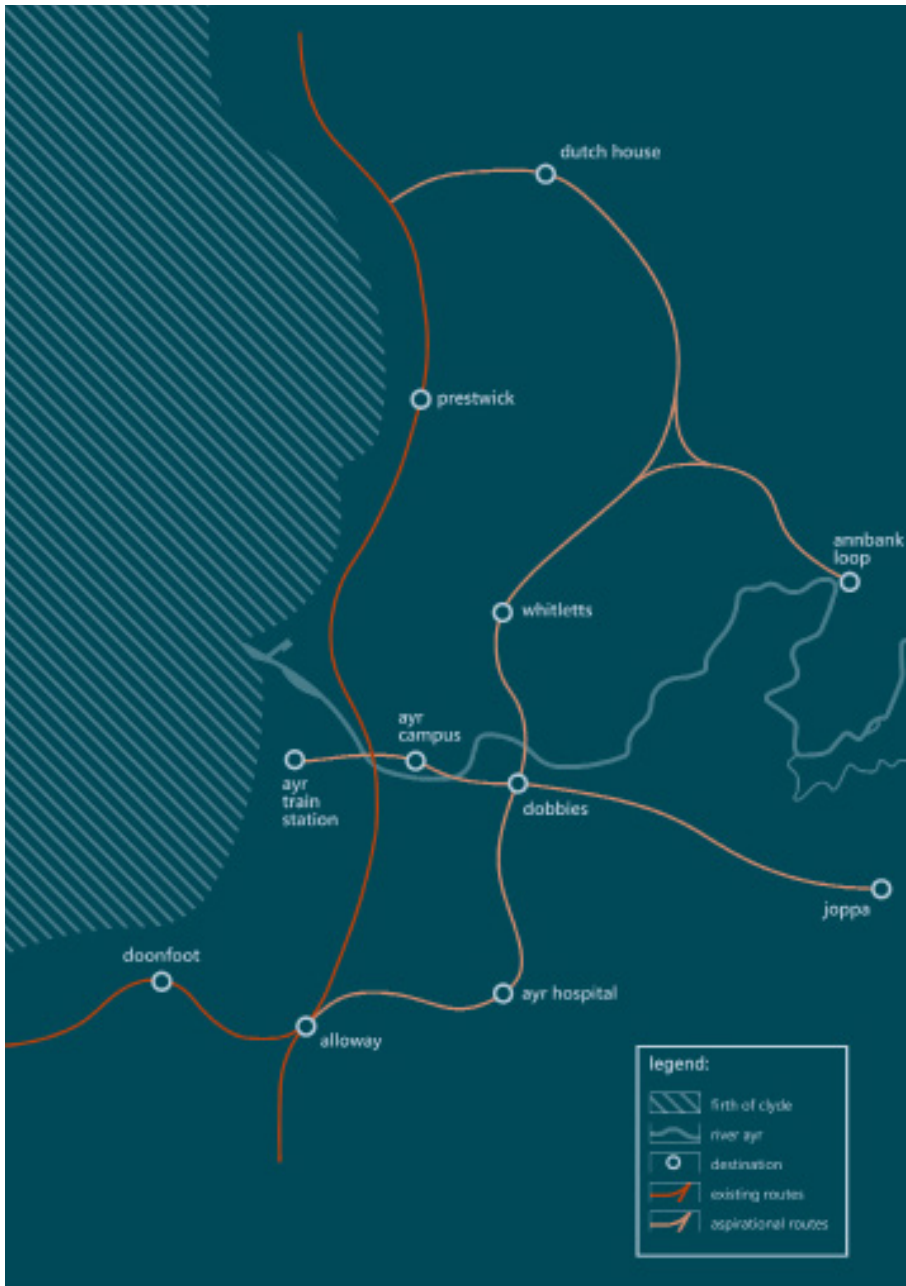 dutch house
prestwick
annbank
loop
whitletts
ayr
campus
ayr
train
station
dobbies
joppa
doonfoot
ayr hospital
alloway
legend:
firth of clyde
river ayr
destination
existing routes
aspirational routes